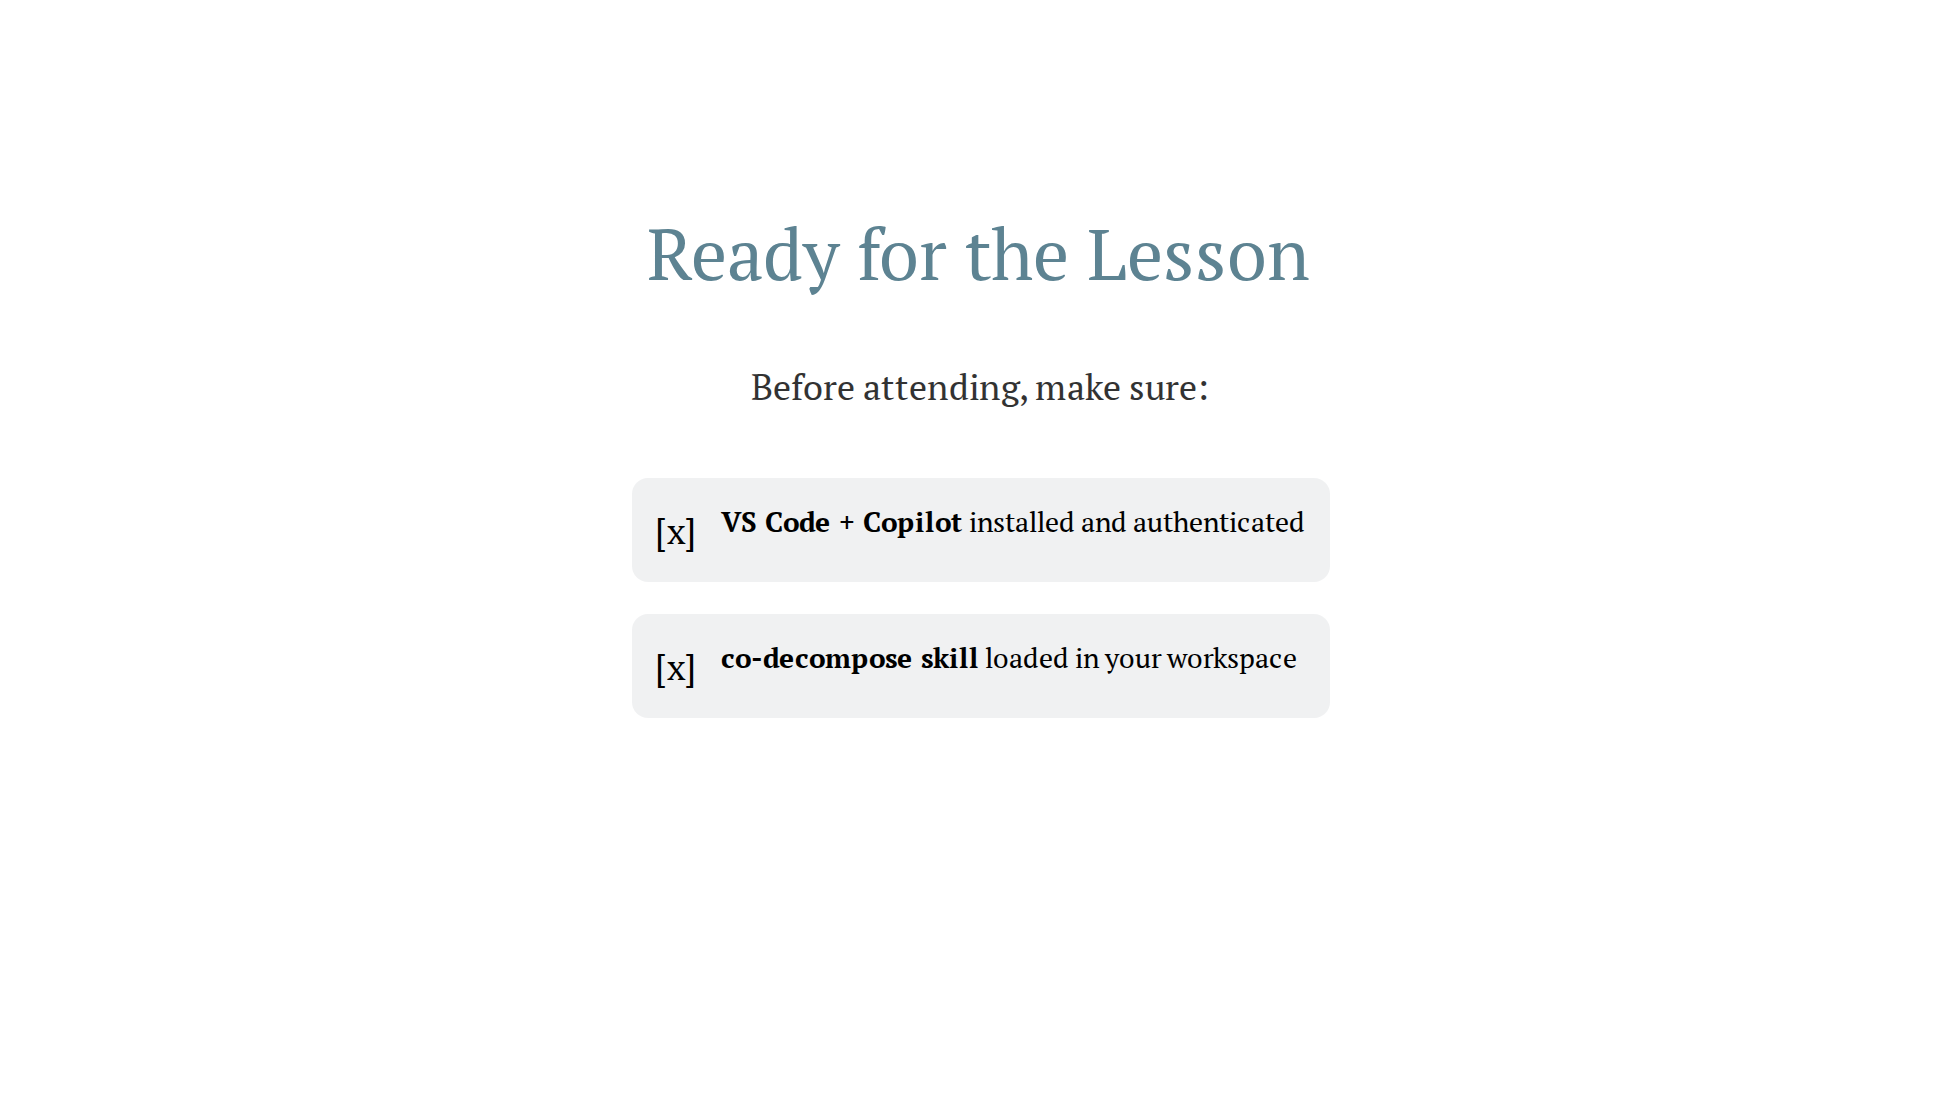 Ready for the Lesson
Before attending, make sure:
[x] VS Code + Copilot installed and authenticated
[x] co-decompose skill loaded in your workspace